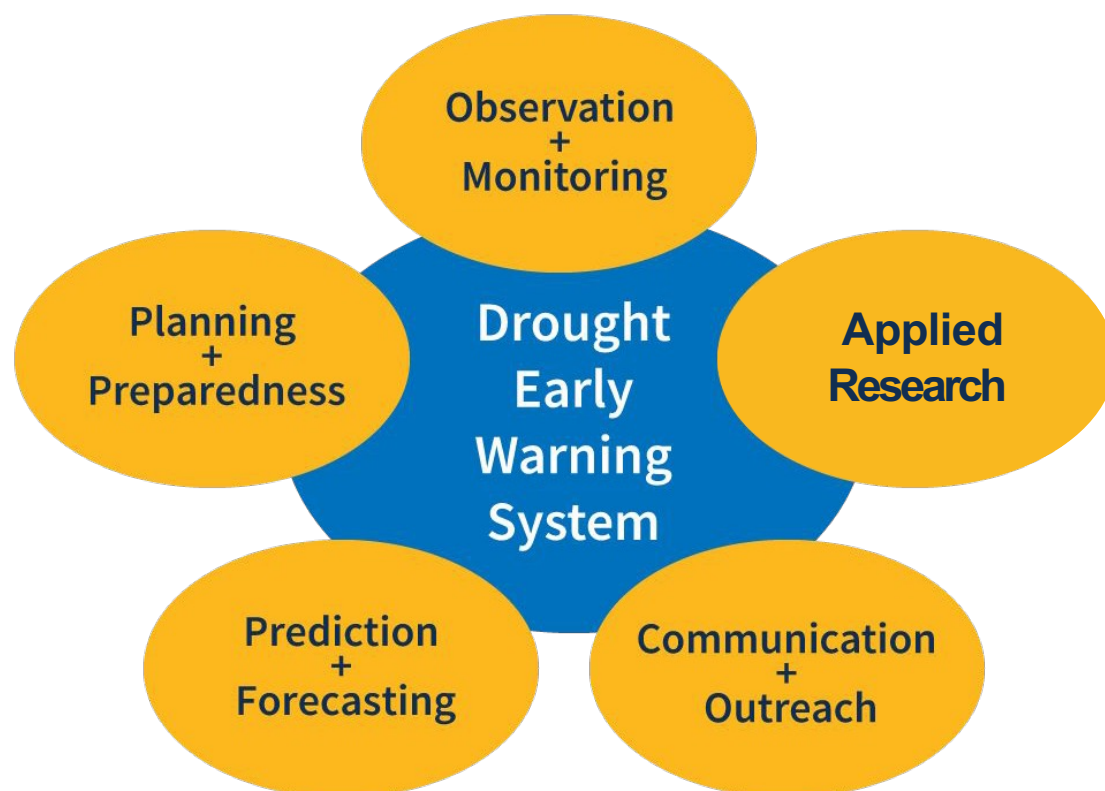 Observation
+
Monitoring
Planning
+
Preparedness
Drought
Early
Warning
System
Applied
Research
Prediction
+
Forecasting
Communication
+
Outreach